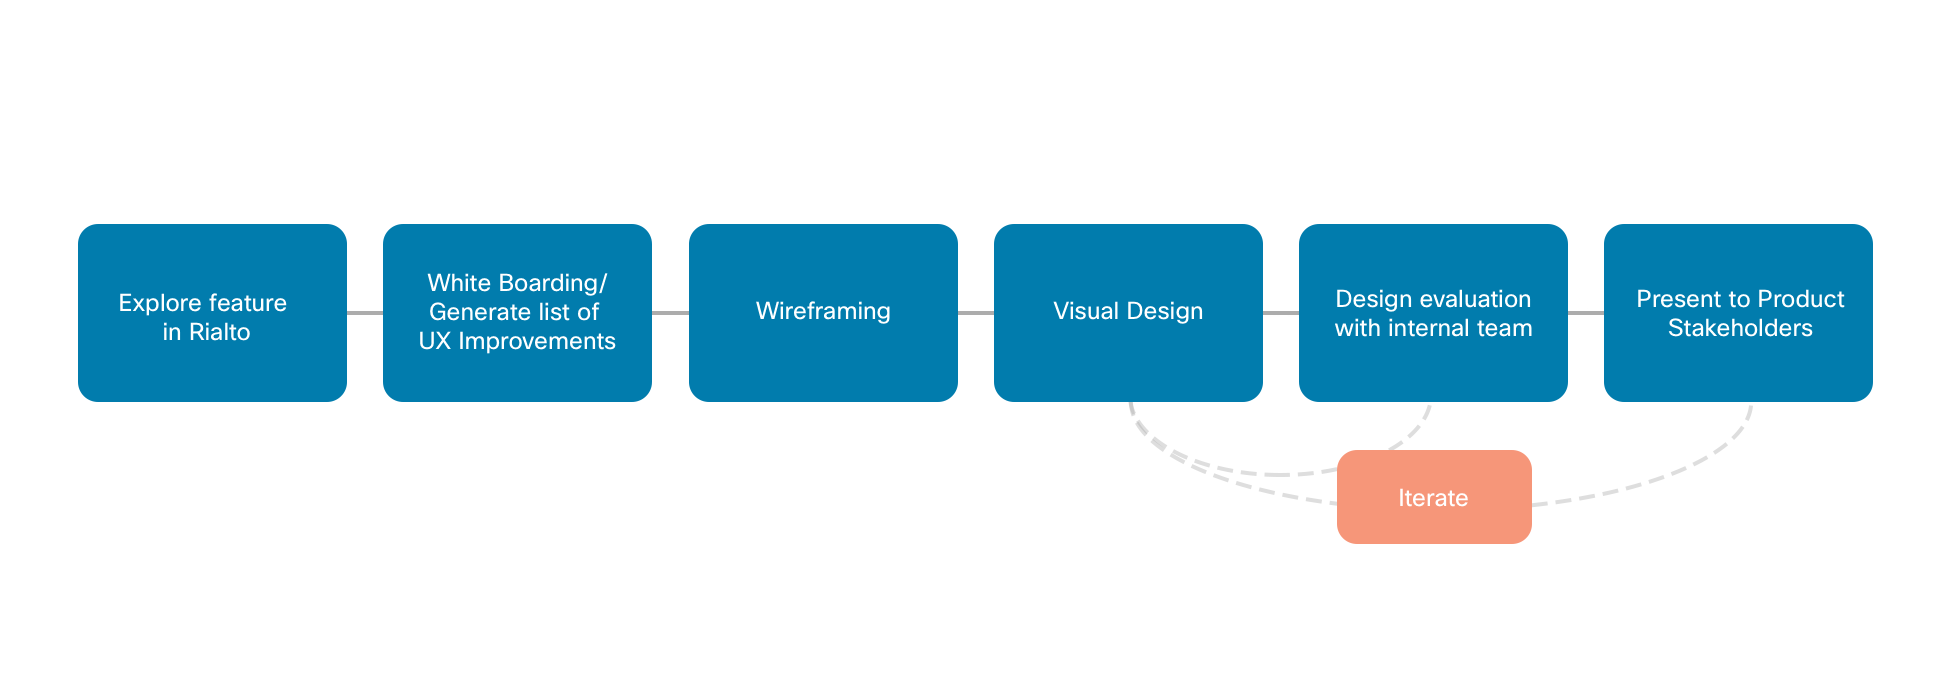 Explore feature
in Rialto
White Boarding/
Generate list of
UX Improvements
Wireframing
Visual Design
Design evaluation
with internal team
Present to Product
Stakeholders
Iterate